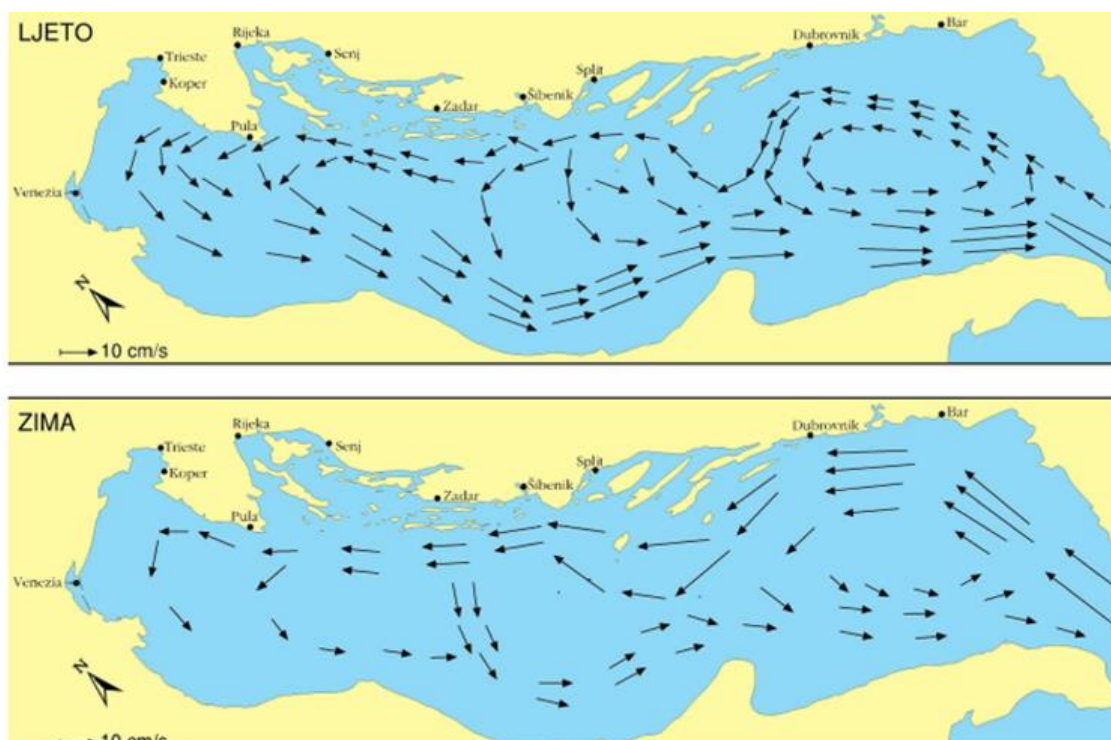 LJETO
Rijeka
Trieste
Senj
Koper
Pula
Zadar
Šibenik
Split
Dubrovnik
Bar
Venezia
N
10 cm/s
ZIMA
Rijeka
Trieste
Senj
Koper
Pula
Zadar
Šibenik
Split
Dubrovnik
Bar
Venezia
N
10 cm/s